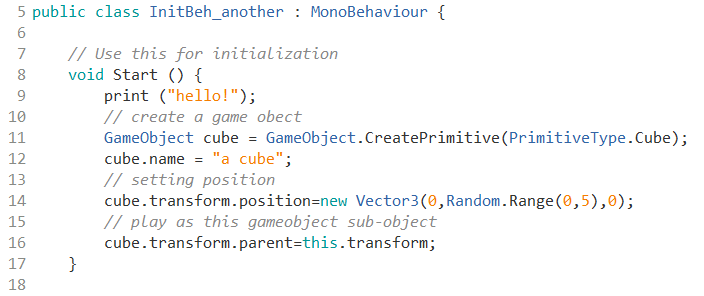 5 public class InitBeh_another : MonoBehaviour {
6
7     // Use this for initialization
8     void Start () {
9         print ("hello!");
10         // create a game obect
11         GameObject cube = GameObject.CreatePrimitive(PrimitiveType.Cube);
12         cube.name = "a cube";
13         // setting position
14         cube.transform.position=new Vector3(0,Random.Range(0,5),0);
15         // play as this gameobject sub-object
16         cube.transform.parent=this.transform;
17     }
18